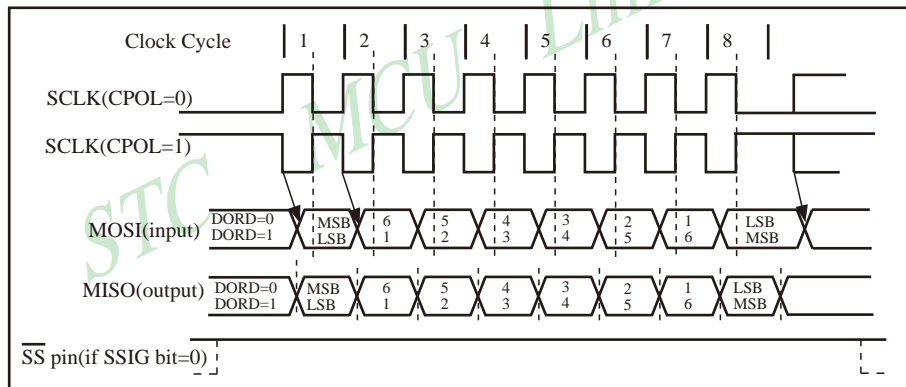 STC MCU Lim
Clock Cycle 1 2 3 4 5 6 7 8
SCLK(CPOL=0)
SCLK(CPOL=1)
MOSI(input) DORD=0 MSB 6 5 4 3 2 1 LSB
DORD=1 LSB 1 2 3 4 5 6 MSB
MISO(output) DORD=0 MSB 6 5 4 3 2 1 LSB
DORD=1 LSB 1 2 3 4 5 6 MSB
SS pin(if SSIG bit=0)